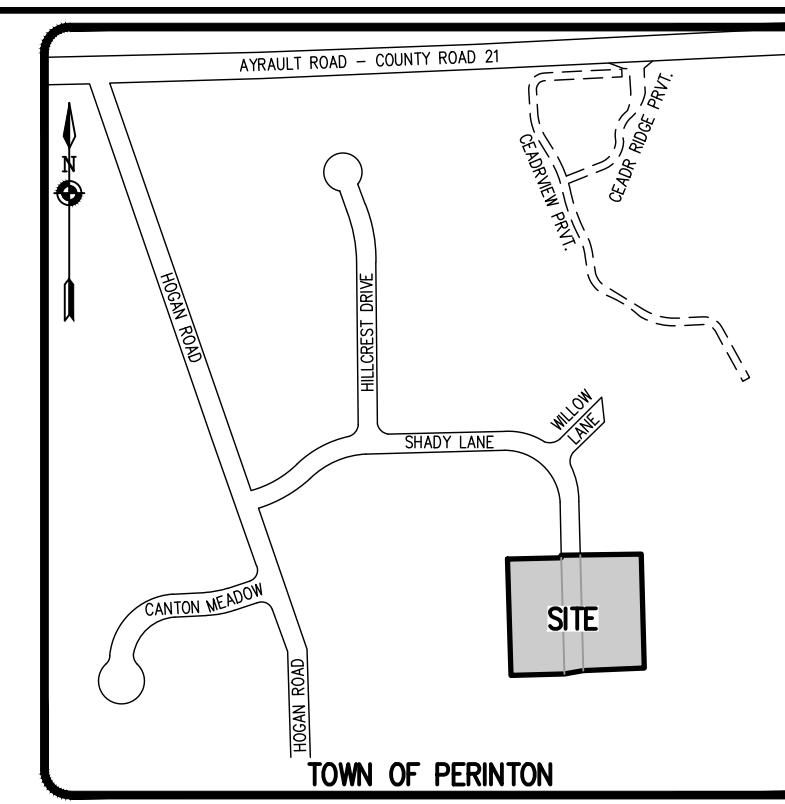 AYRAULT ROAD - COUNTY ROAD 21
N
CEADRVIEW PRVT.
CEADR RIDGE PRVT.
HOGAN ROAD
HILLCREST DRIVE
SHADY LANE
WILLOW
LANE
CANTON MEADOW
SITE
HOGAN ROAD
TOWN OF PERINTON